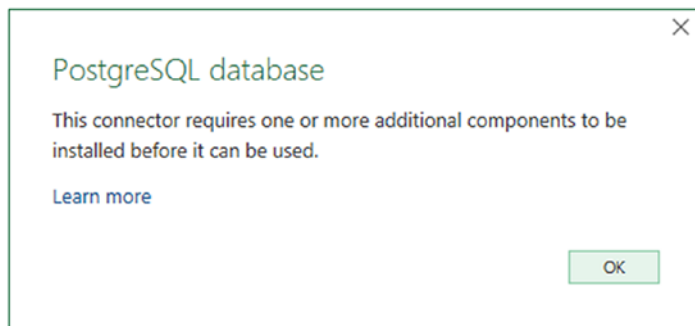 PostgreSQL database
This connector requires one or more additional components to be
installed before it can be used.
Learn more
OK